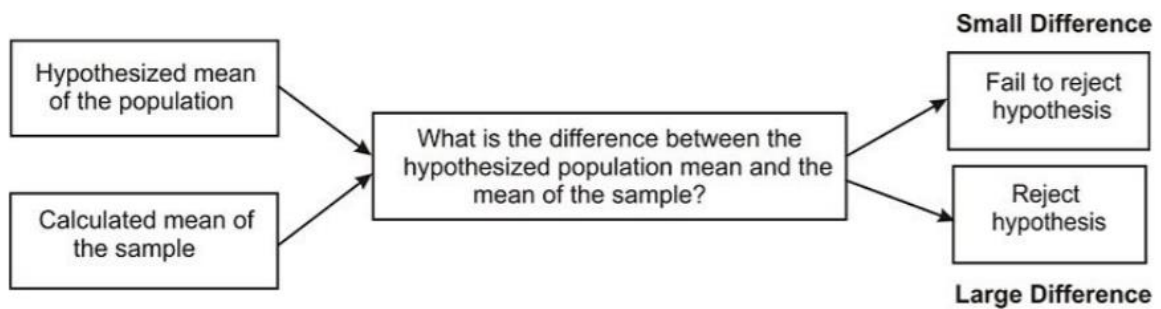 Hypothesized mean
of the population
Calculated mean of
the sample
What is the difference between the
hypothesized population mean and the
mean of the sample?
Small Difference
Fail to reject
hypothesis
Reject
hypothesis
Large Difference